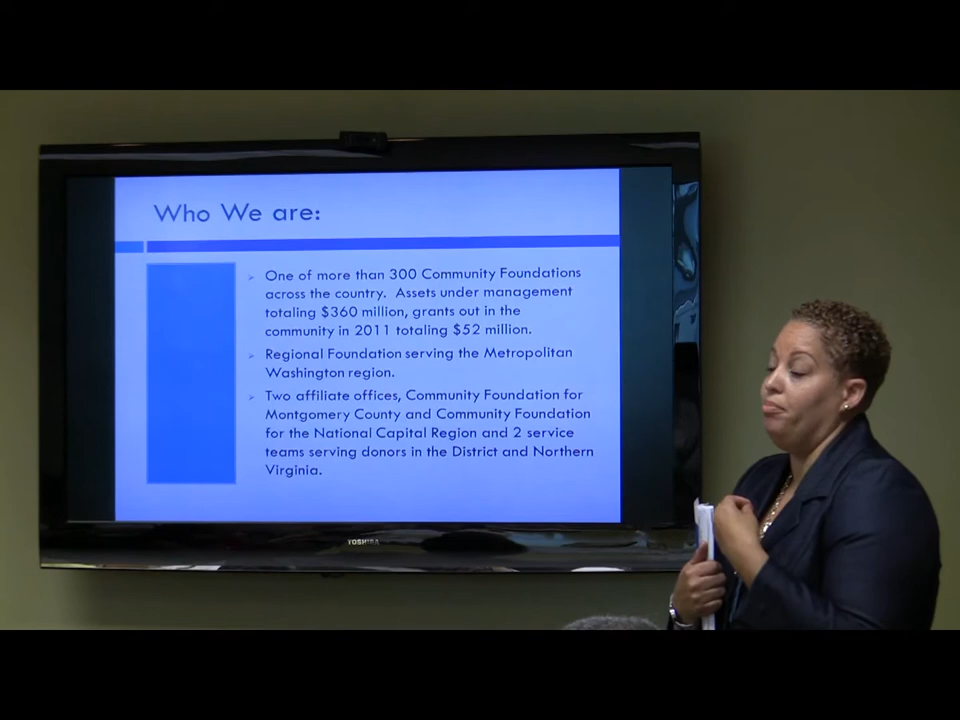 Who We are:
One of more than 300 Community Foundations
across the country. Assets under management
totaling $360 million, grants out in the
community in 2011 totaling $52 million.
Regional Foundation serving the Metropolitan
Washington region.
Two affiliate offices, Community Foundation for
Montgomery County and Community Foundation
for the National Capital Region and 2 service
teams serving donors in the District and Northern
Virginia.
TOSHIBA